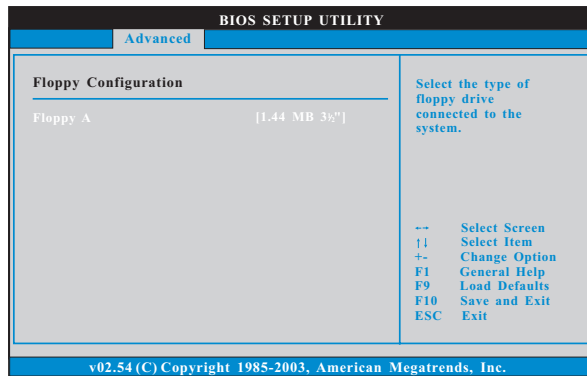 BIOS SETUP UTILITY
Advanced
Floppy Configuration
Floppy A [1.44 MB 3½"]
Select the type of
floppy drive
connected to the
system.
←→ Select Screen
↑↓ Select Item
+- Change Option
F1 General Help
F9 Load Defaults
F10 Save and Exit
ESC Exit
v02.54 (C) Copyright 1985-2003, American Megatrends, Inc.